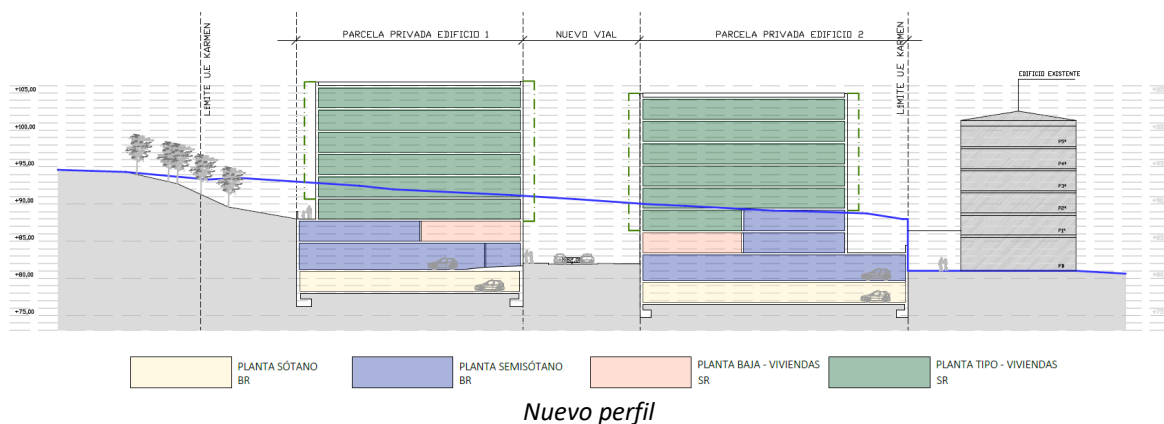 PARCELA PRIVADA EDIFICIO 1
NUEVO VIAL
PARCELA PRIVADA EDIFICIO 2
LIMITE U.E KARMEN
LIMITE U.E KARMEN
EDIFICIO EXISTENTE
+105,00
+100,00
+95,00
+90,00
+85,00
+80,00
+75,00
P5ª
P4ª
P3ª
P2ª
P1ª
PB
PLANTA SÓTANO
BR
PLANTA SEMISÓTANO
BR
PLANTA BAJA - VIVIENDAS
SR
PLANTA TIPO - VIVIENDAS
SR
Nuevo perfil